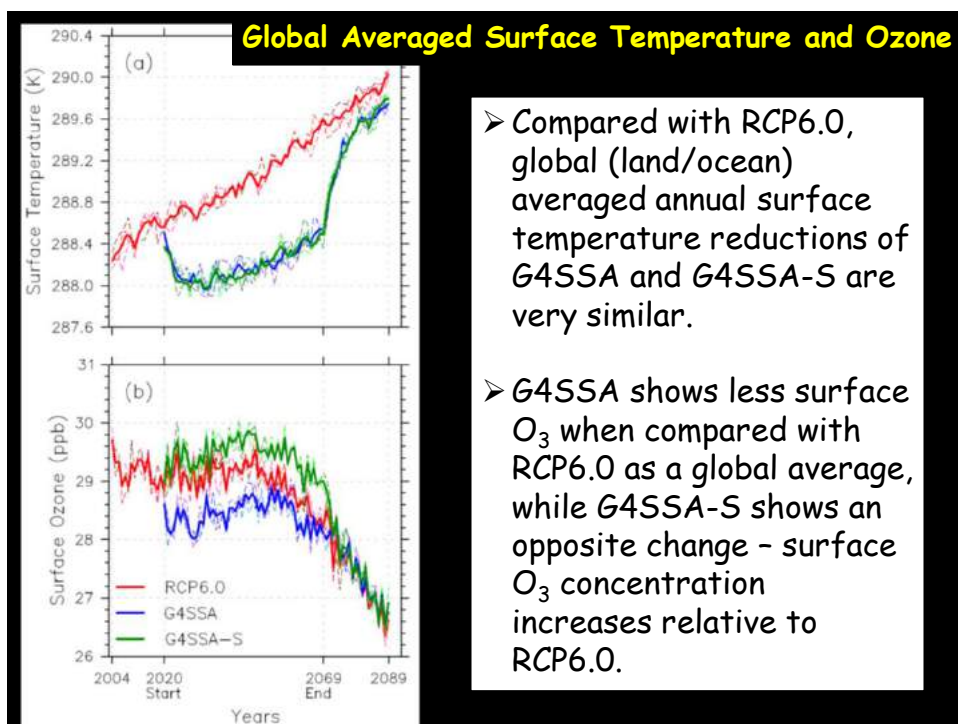 Global Averaged Surface Temperature and Ozone
(a)
Surface Temperature (K)
290.4
290.0
289.6
289.2
288.8
288.4
288.0
287.6
(b)
Surface Ozone (ppb)
31
30
29
28
27
26
RCP6.0
G4SSA
G4SSA-S
2004 2020 2069 2089
Start End
Years
➢ Compared with RCP6.0,
global (land/ocean)
averaged annual surface
temperature reductions of
G4SSA and G4SSA-S are
very similar.
➢ G4SSA shows less surface
O₃ when compared with
RCP6.0 as a global average,
while G4SSA-S shows an
opposite change – surface
O₃ concentration
increases relative to
RCP6.0.